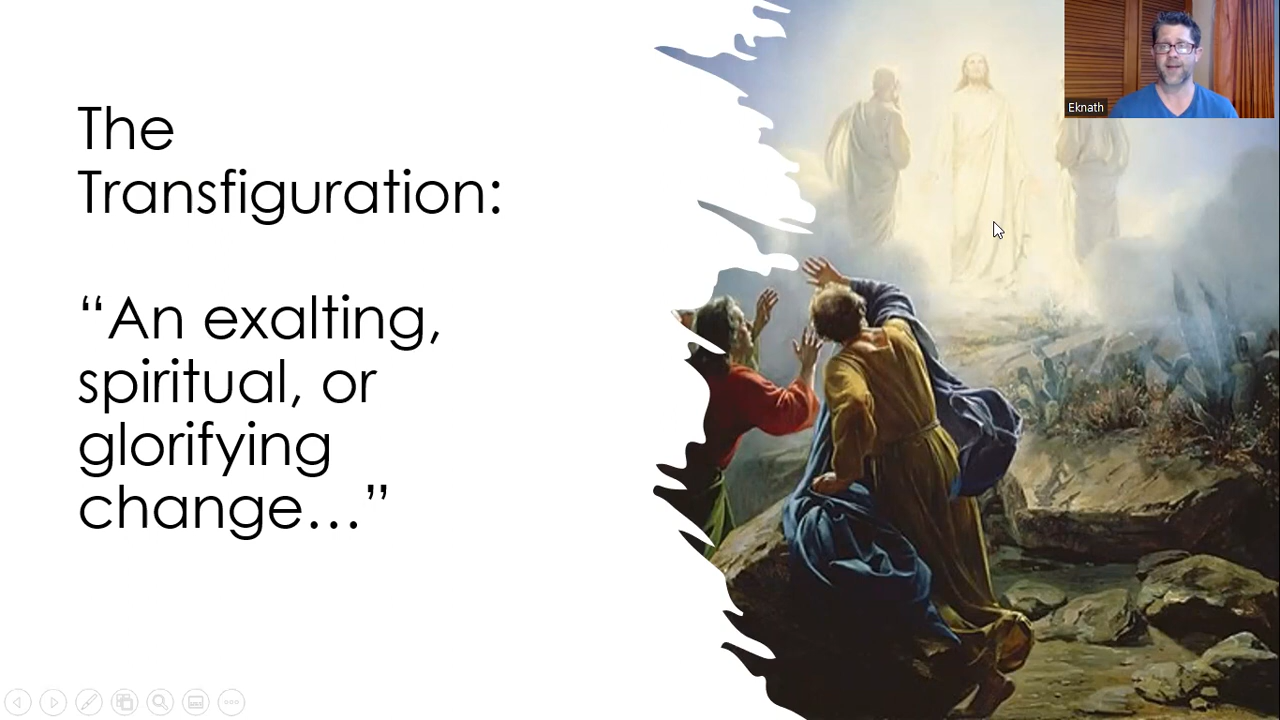 The
Transfiguration:
“An exalting,
spiritual, or
glorifying
change…”
Eknath